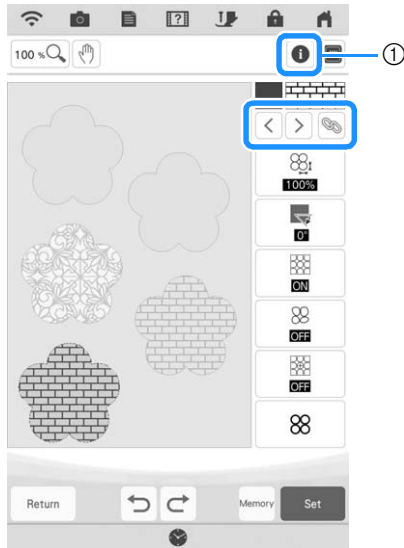 100 %
①
100%
0°
ON
OFF
OFF
Return
Memory
Set